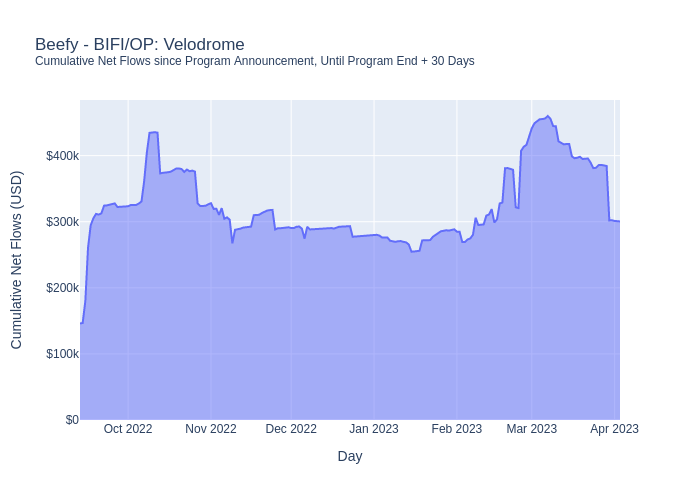 Beefy - BIFI/OP: Velodrome
Cumulative Net Flows since Program Announcement, Until Program End + 30 Days
Cumulative Net Flows (USD)
$400k
$300k
$200k
$100k
$0
Oct 2022 Nov 2022 Dec 2022 Jan 2023 Feb 2023 Mar 2023 Apr 2023
Day